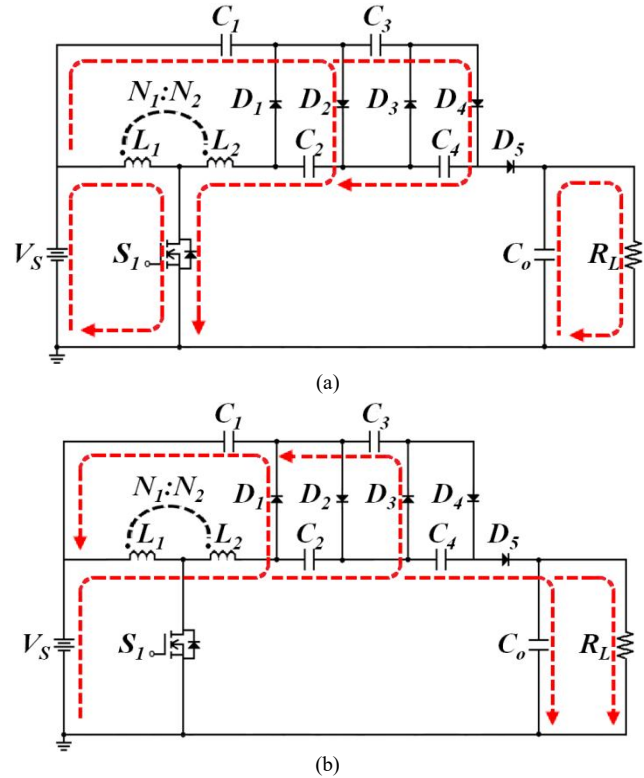 C1 C3
N1:N2
D1 D2 D3 D4
L1 L2 C2 C4 D5
VS S1 Co RL
(a)
C1 C3
N1:N2
D1 D2 D3 D4
L1 L2 C2 C4 D5
VS S1 Co RL
(b)